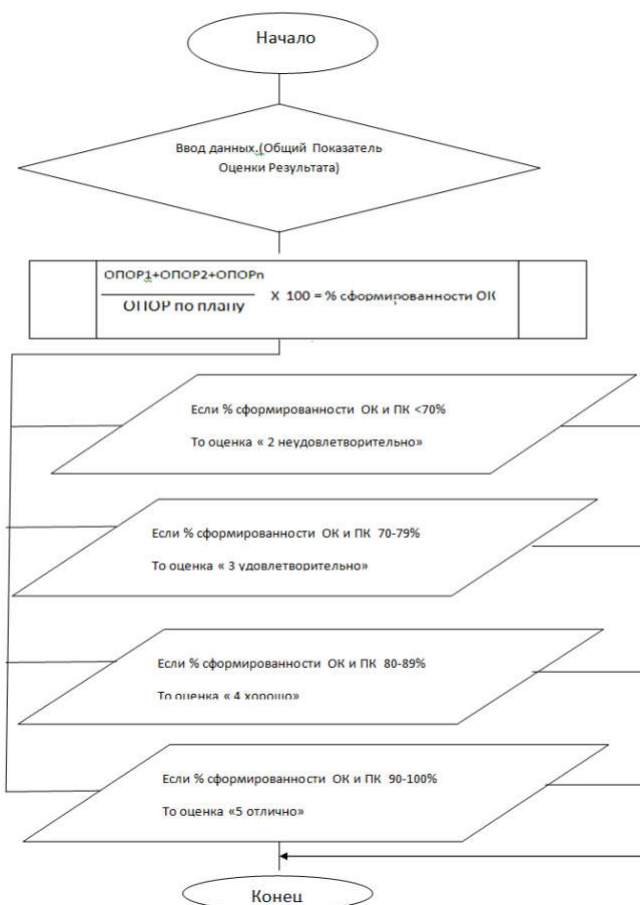 Начало
Ввод данных.(Общий Показатель
Оценки Результата)
ОПОР1+ОПОР2+ОПОРn
ОПОР по плану
X 100 = % сформированности ОК
Если % сформированности ОК и ПК <70%
То оценка « 2 неудовлетворительно»
Если % сформированности ОК и ПК 70-79%
То оценка « 3 удовлетворительно»
Если % сформированности ОК и ПК 80-89%
То оценка « 4 хорошо»
Если % сформированности ОК и ПК 90-100%
То оценка «5 отлично»
Конец